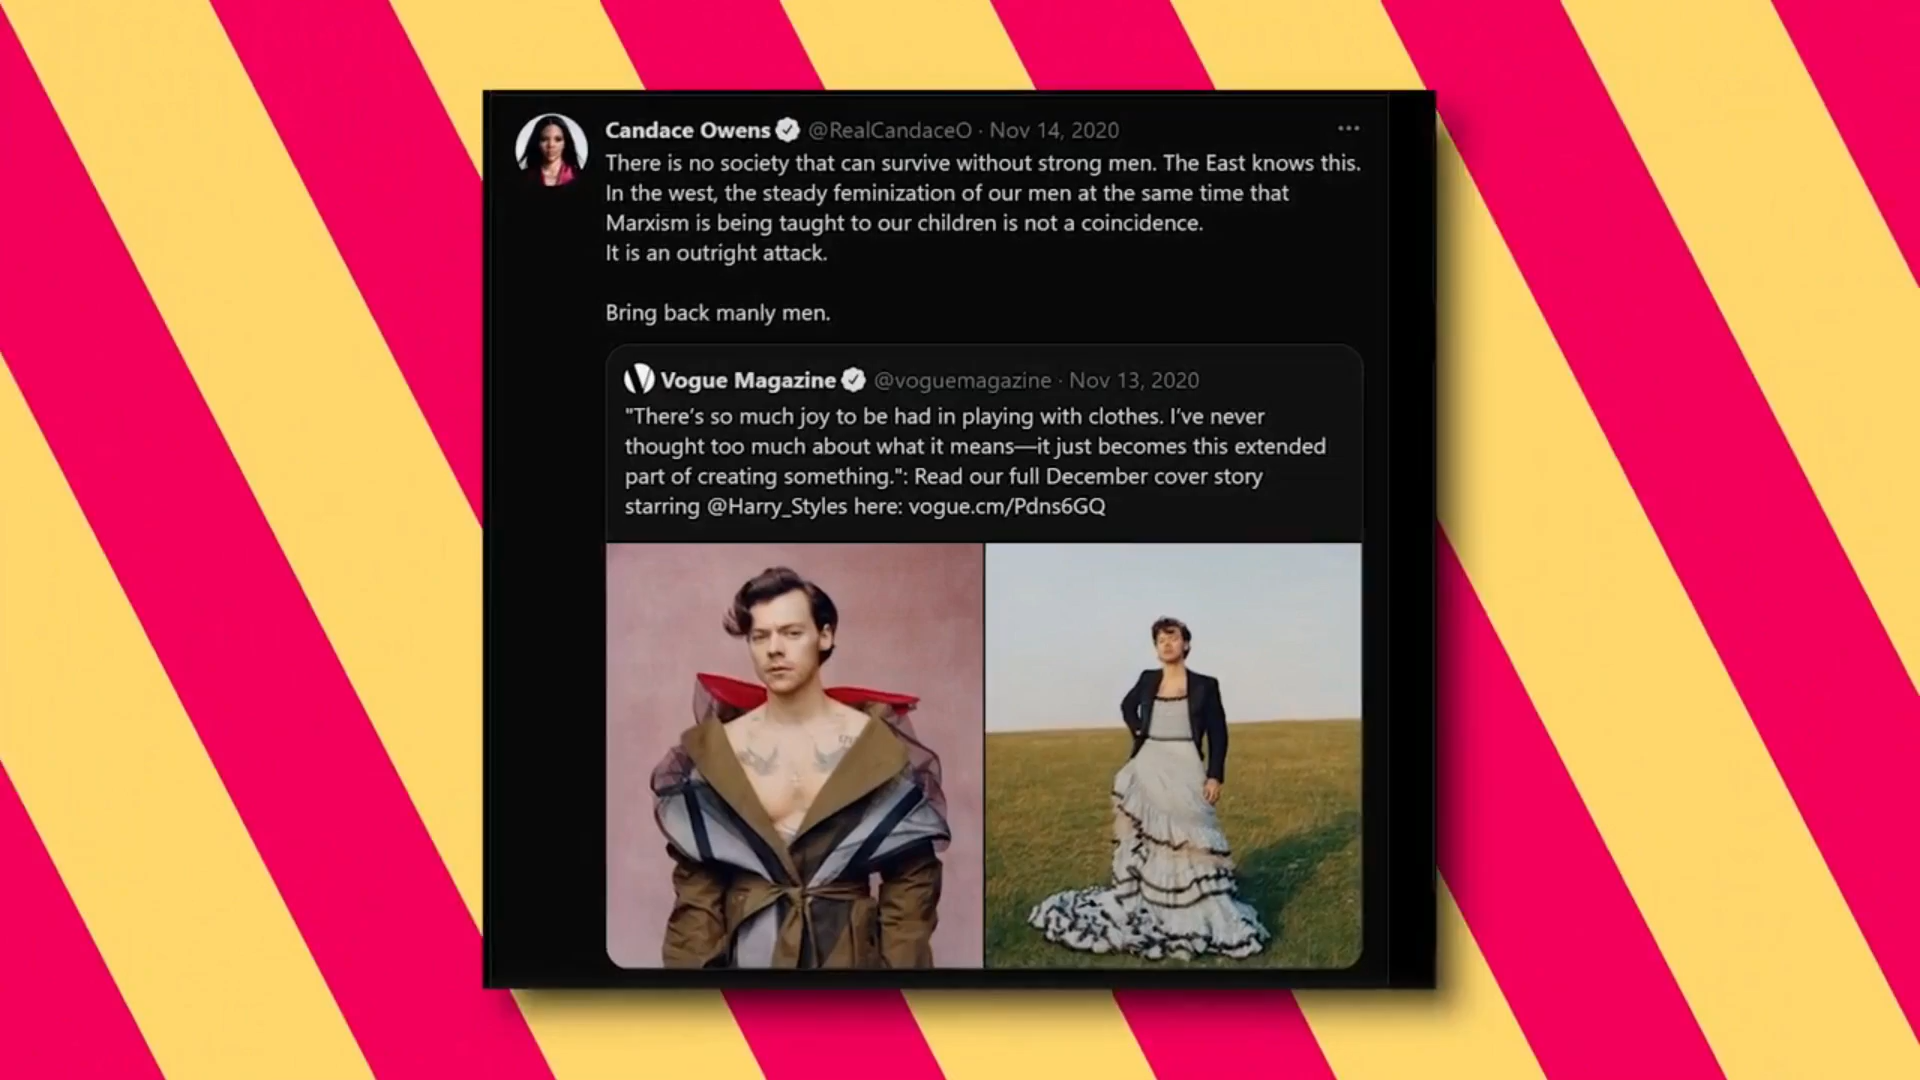 Candace Owens @RealCandaceO · Nov 14, 2020
There is no society that can survive without strong men. The East knows this.
In the west, the steady feminization of our men at the same time that
Marxism is being taught to our children is not a coincidence.
It is an outright attack.
Bring back manly men.
Vogue Magazine @voguemagazine · Nov 13, 2020
"There's so much joy to be had in playing with clothes. I've never
thought too much about what it means—it just becomes this extended
part of creating something.": Read our full December cover story
starring @Harry_Styles here: vogue.cm/Pdns6GQ